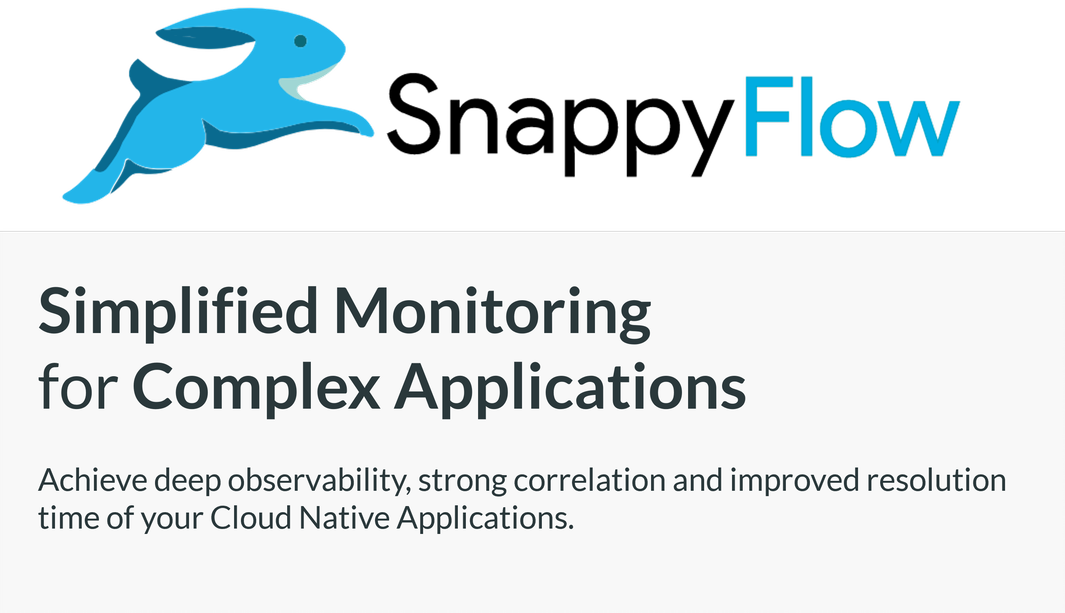 SnappyFlow
Simplified Monitoring
for Complex Applications
Achieve deep observability, strong correlation and improved resolution
time of your Cloud Native Applications.